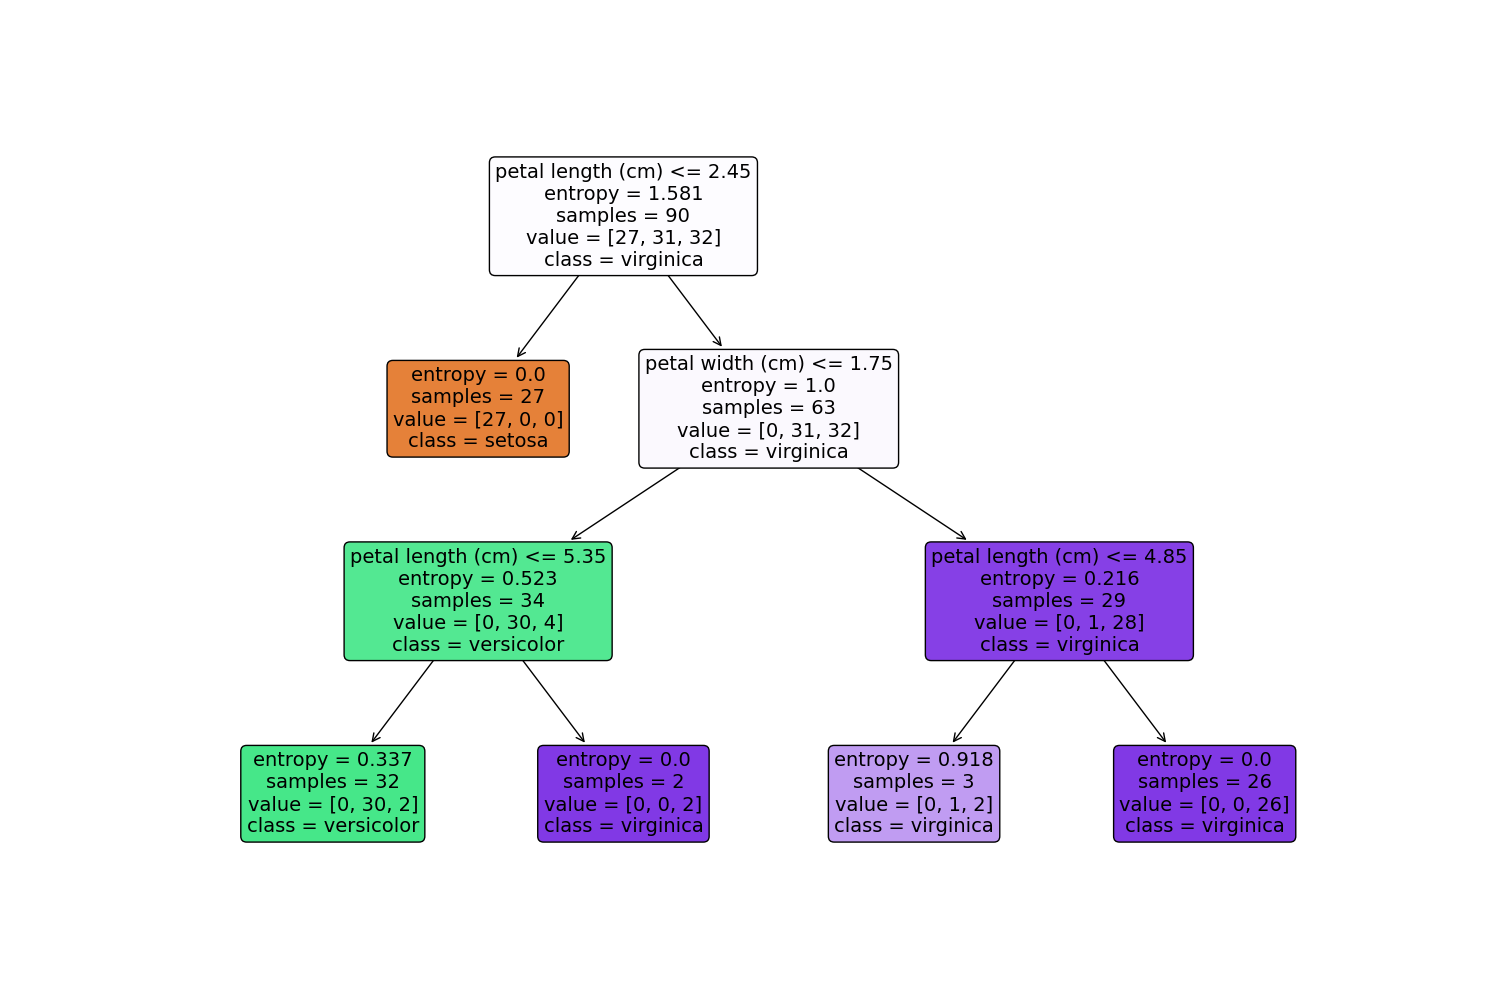 petal length (cm) <= 2.45
entropy = 1.581
samples = 90
value = [27, 31, 32]
class = virginica
entropy = 0.0
samples = 27
value = [27, 0, 0]
class = setosa
petal width (cm) <= 1.75
entropy = 1.0
samples = 63
value = [0, 31, 32]
class = virginica
petal length (cm) <= 5.35
entropy = 0.523
samples = 34
value = [0, 30, 4]
class = versicolor
petal length (cm) <= 4.85
entropy = 0.216
samples = 29
value = [0, 1, 28]
class = virginica
entropy = 0.337
samples = 32
value = [0, 30, 2]
class = versicolor
entropy = 0.0
samples = 2
value = [0, 0, 2]
class = virginica
entropy = 0.918
samples = 3
value = [0, 1, 2]
class = virginica
entropy = 0.0
samples = 26
value = [0, 0, 26]
class = virginica